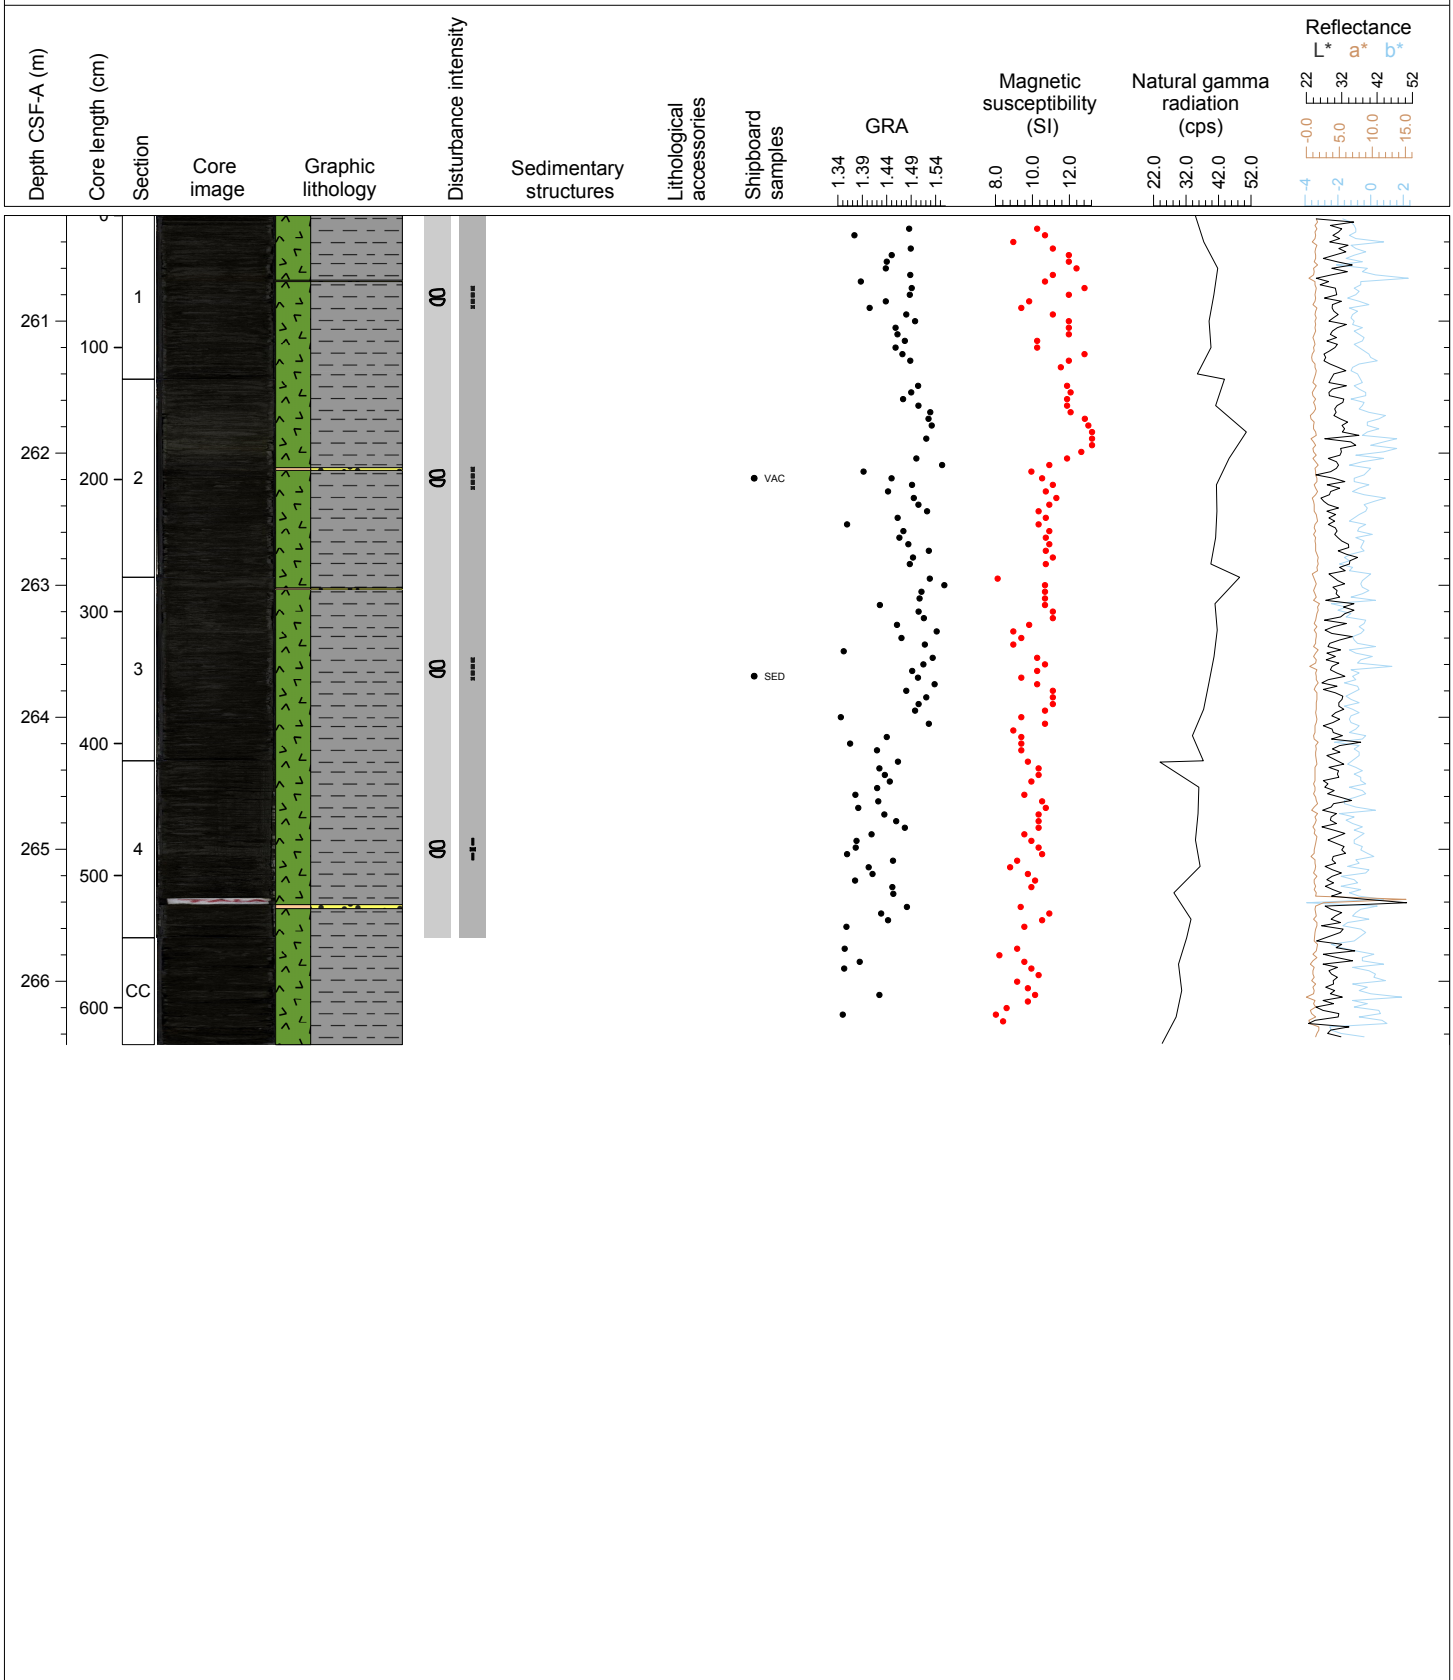 Depth CSF-A (m)
Core length (cm)
Section
Core
image
Graphic
lithology
Disturbance intensity
Sedimentary
structures
Lithological
accessories
Shipboard
samples
GRA
1.34 1.39 1.44 1.49 1.54
Magnetic
susceptibility
(SI)
8.0 10.0 12.0
Natural gamma
radiation
(cps)
22.0 32.0 42.0 52.0
Reflectance
L* a* b*
22 32 42 52
-0.0 5.0 10.0 15.0
-4 -2 0 2
0
1
261
100
262
200
2
VAC
263
300
3
SED
264
400
4
265
500
CC
266
600